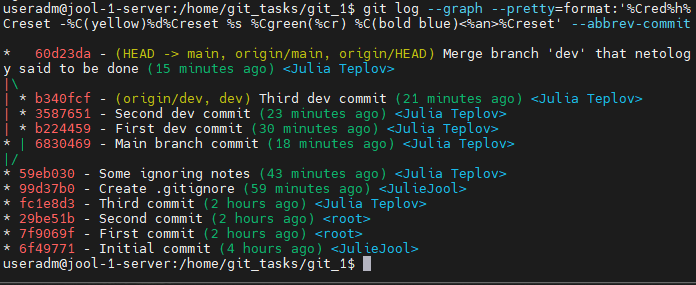 useradm@jool-1-server:/home/git_tasks/git_1$ git log --graph --pretty=format:'%Cred%h%
Creset -%C(yellow)%d%Creset %s %Cgreen(%cr) %C(bold blue)<%an>%Creset' --abbrev-commit
*   60d23da - (HEAD -> main, origin/main, origin/HEAD) Merge branch 'dev' that netolog
y said to be done (15 minutes ago) <Julia Teplov>
|\
| * b340fcf - (origin/dev, dev) Third dev commit (21 minutes ago) <Julia Teplov>
| * 3587651 - Second dev commit (23 minutes ago) <Julia Teplov>
| * b224459 - First dev commit (30 minutes ago) <Julia Teplov>
* | 6830469 - Main branch commit (18 minutes ago) <Julia Teplov>
|/
* 59eb030 - Some ignoring notes (43 minutes ago) <Julia Teplov>
* 99d37b0 - Create .gitignore (59 minutes ago) <JulieJool>
* fc1e8d3 - Third commit (2 hours ago) <Julia Teplov>
* 29be51b - Second commit (2 hours ago) <root>
* 7f9069f - First commit (2 hours ago) <root>
* 6f49771 - Initial commit (4 hours ago) <JulieJool>
useradm@jool-1-server:/home/git_tasks/git_1$